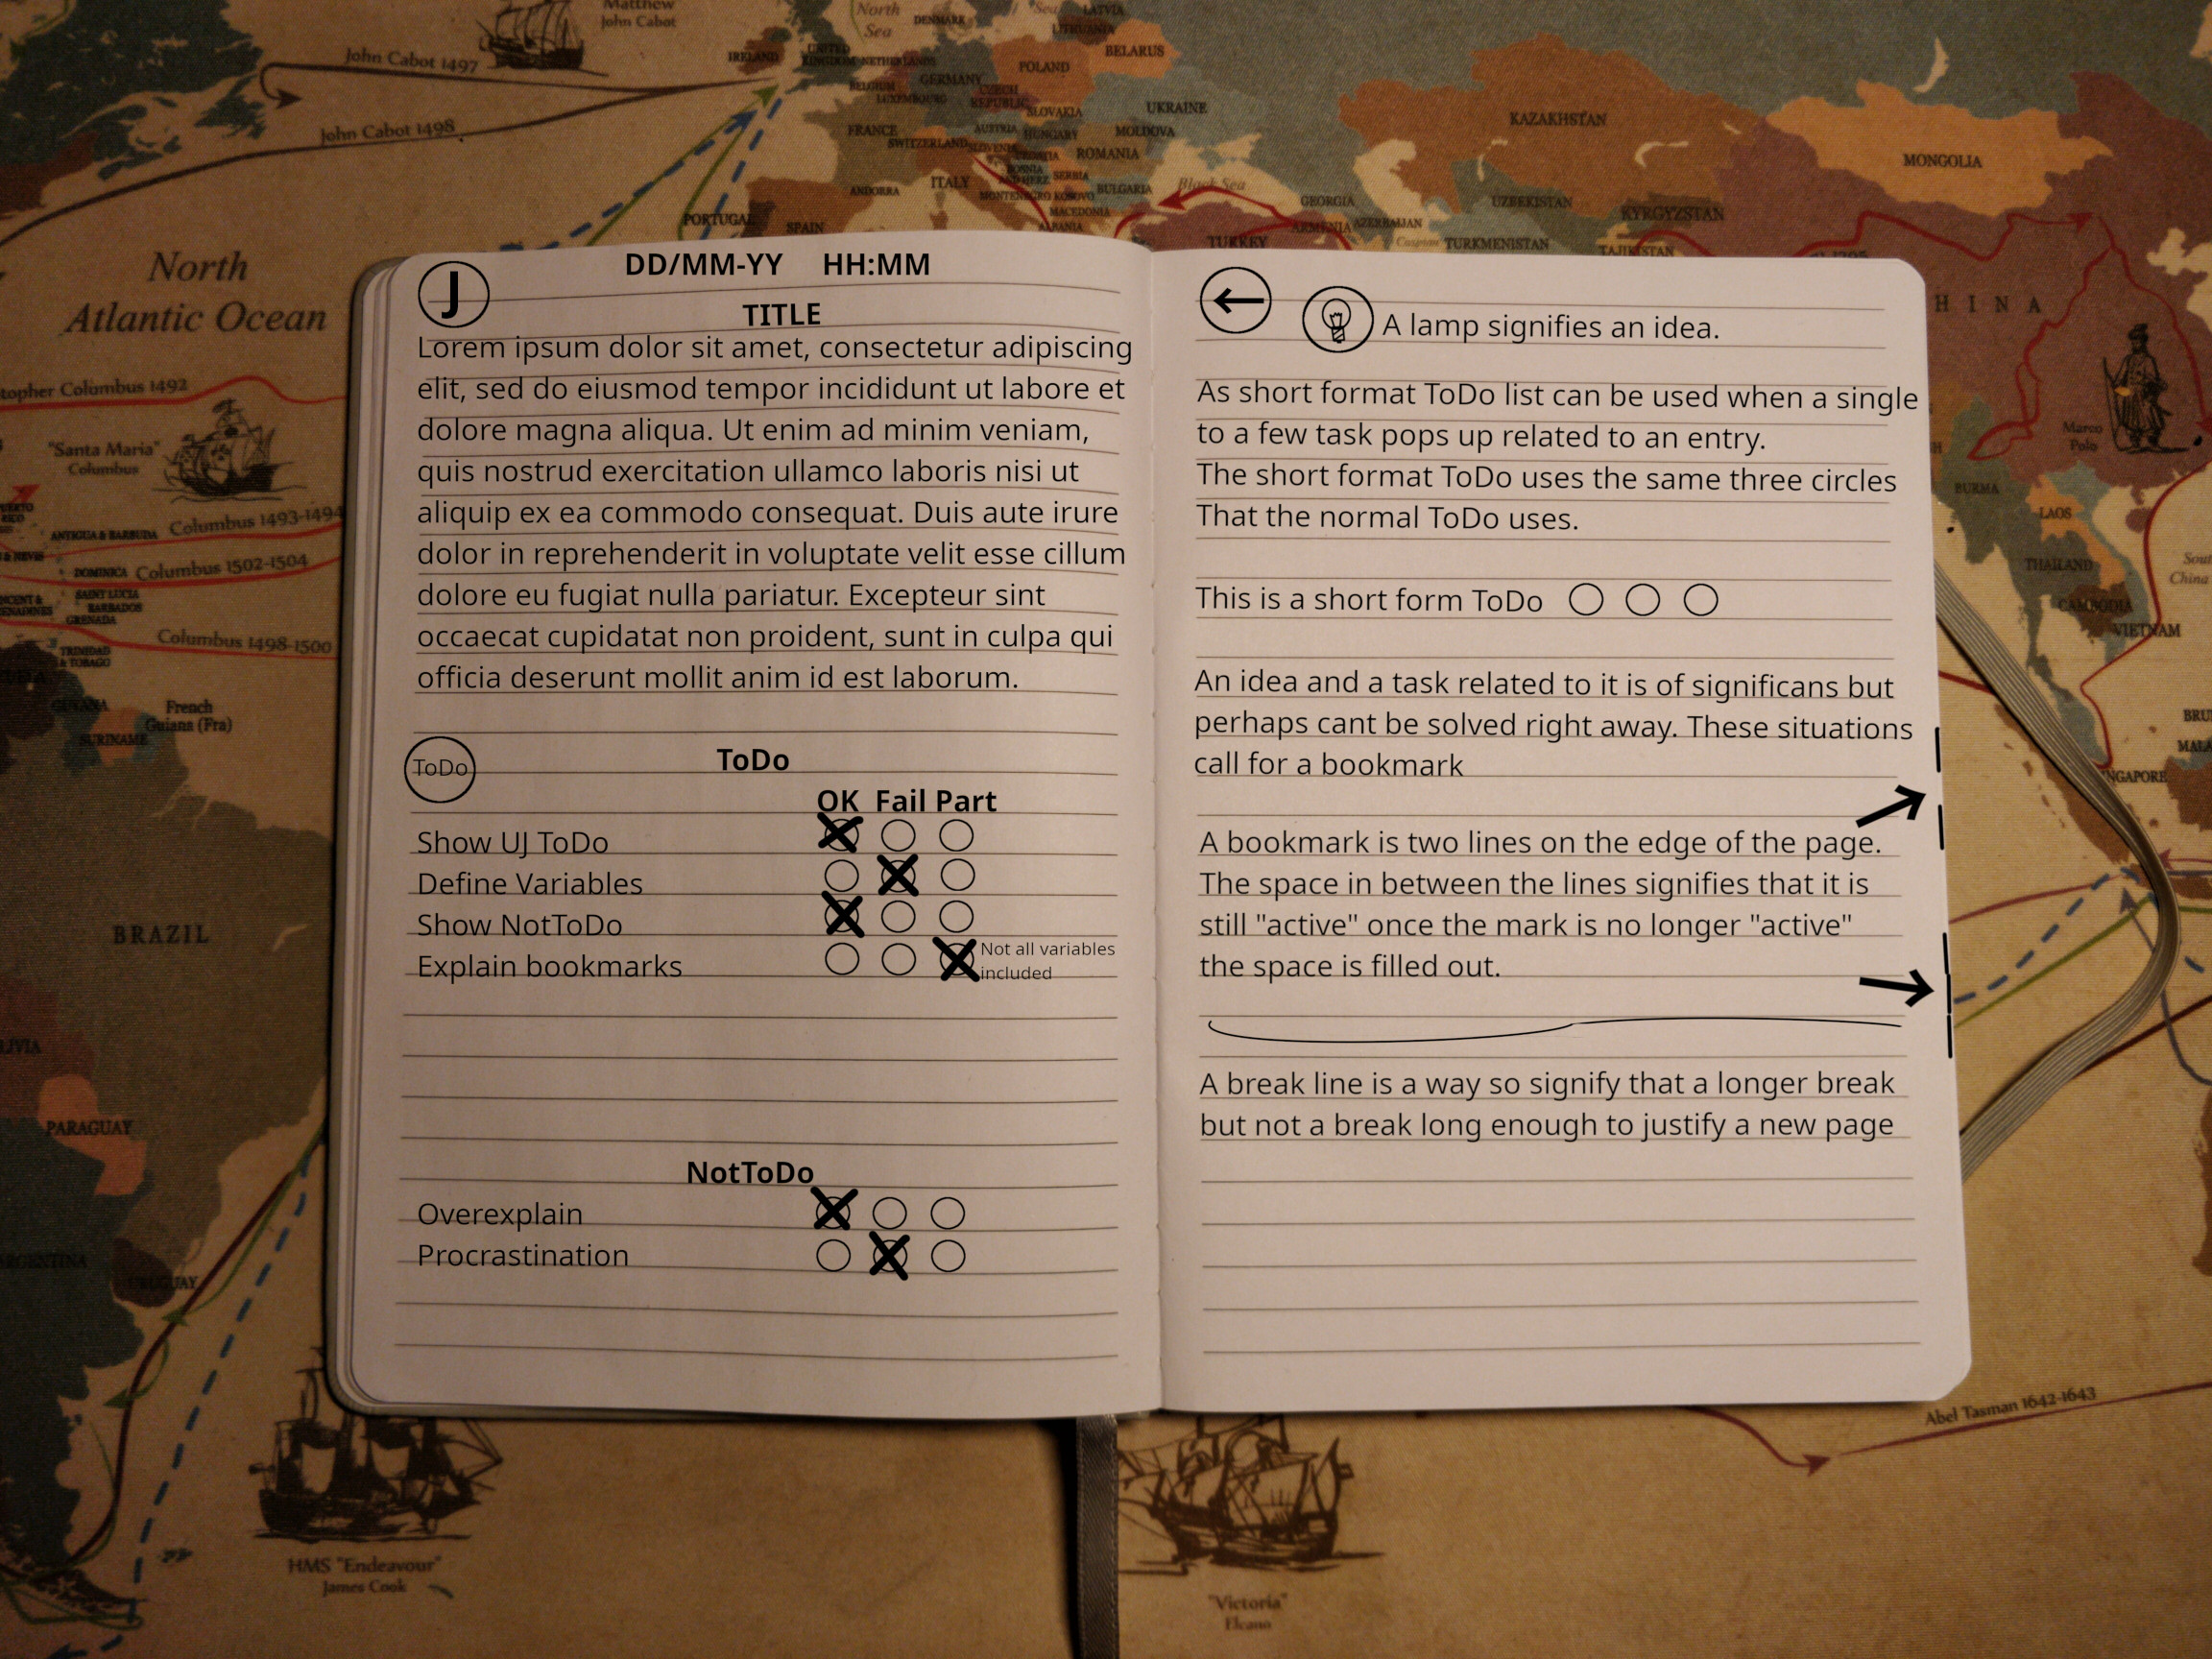 J
DD/MM-YY HH:MM
TITLE
Lorem ipsum dolor sit amet, consectetur adipiscing
elit, sed do eiusmod tempor incididunt ut labore et
dolore magna aliqua. Ut enim ad minim veniam,
quis nostrud exercitation ullamco laboris nisi ut
aliquip ex ea commodo consequat. Duis aute irure
dolor in reprehenderit in voluptate velit esse cillum
dolore eu fugiat nulla pariatur. Excepteur sint
occaecat cupidatat non proident, sunt in culpa qui
officia deserunt mollit anim id est laborum.
ToDo
ToDo
OK Fail Part
Show UJ ToDo
Define Variables
Show NotToDo
Explain bookmarks
Not all variables
included
NotToDo
Overexplain
Procrastination
A lamp signifies an idea.
As short format ToDo list can be used when a single
to a few task pops up related to an entry.
The short format ToDo uses the same three circles
That the normal ToDo uses.
This is a short form ToDo
An idea and a task related to it is of significans but
perhaps cant be solved right away. These situations
call for a bookmark
A bookmark is two lines on the edge of the page.
The space in between the lines signifies that it is
still "active" once the mark is no longer "active"
the space is filled out.
A break line is a way so signify that a longer break
but not a break long enough to justify a new page
Matthew
John Cabot
John Cabot 1497
John Cabot 1498
North
Sea
DENMARK
LATVIA
LITHUANIA
BELARUS
IRELAND
UNITED
KINGDOM
NETHERLANDS
POLAND
BELGIUM
GERMANY
LUXEMBOURG
CZECH
REPUBLIC
SLOVAKIA
UKRAINE
FRANCE
AUSTRIA
HUNGARY
MOLDOVA
SWITZERLAND
SLOVENIA
CROATIA
ROMANIA
BOSNIA
AND HERZ
SERBIA
ANDORRA
ITALY
MONTENEGRO
KOSOVO
BULGARIA
MACEDONIA
ALBANIA
Black Sea
PORTUGAL
SPAIN
TURKEY
GEORGIA
ARMENIA
AZERBAIJAN
Caspian
TURKMENISTAN
UZBEKISTAN
KAZAKHSTAN
KYRGYZSTAN
TAJIKISTAN
MONGOLIA
HINA
Marco
Polo
BURMA
LAOS
THAILAND
CAMBODIA
VIETNAM
South
China
BRU
MALA
INGAPORE
North
Atlantic Ocean
topher Columbus 1492
"Santa Maria"
Columbus
Columbus 1493-1494
ANTIGUA & BARBUDA
Columbus 1502-1504
DOMINICA
SAINT LUCIA
BARBADOS
GRENADA
Columbus 1498-1500
TRINIDAD
& TOBAGO
GUYANA
French
Guians (Fra)
SURINAME
BRAZIL
LIVIA
PARAGUAY
ARGENTINA
URUGUAY
HMS "Endeavour"
James Cook
"Victoria"
Elcano
Abel Tasman 1642-1643